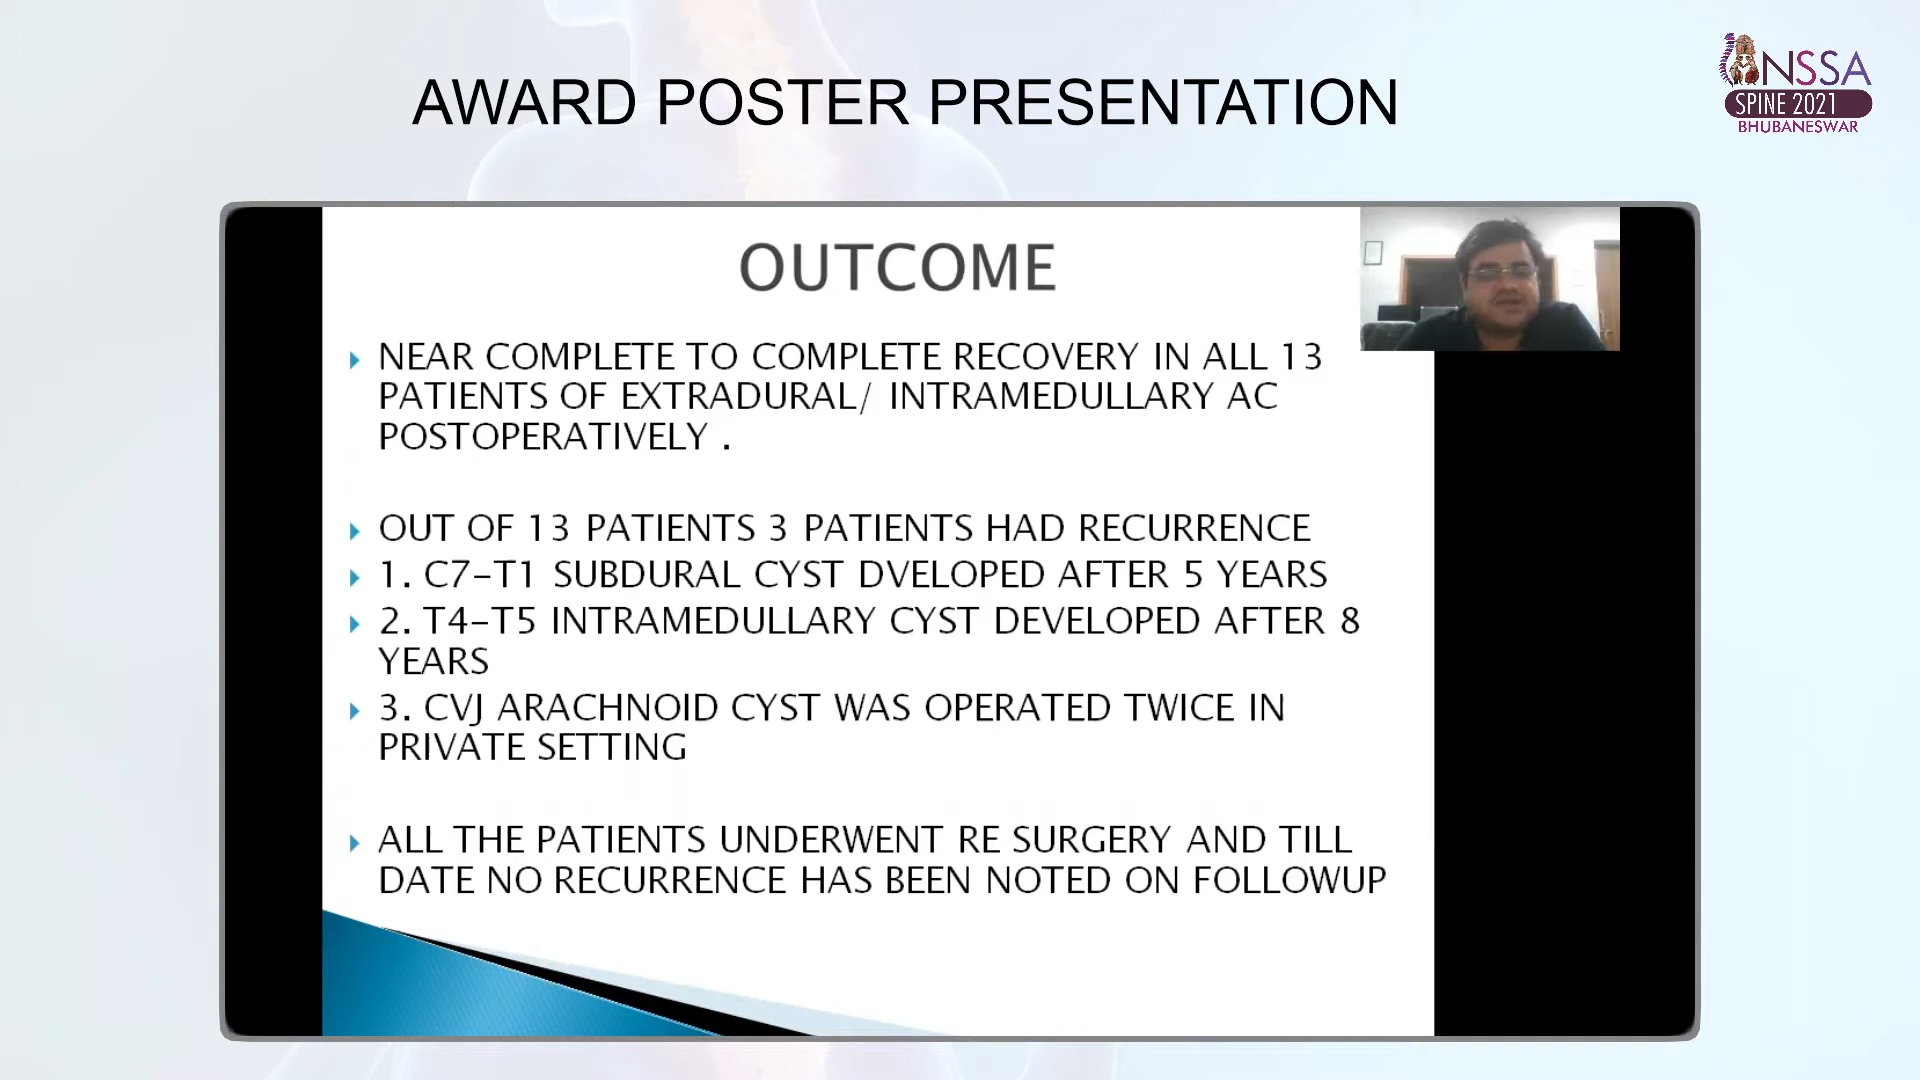 AWARD POSTER PRESENTATION
NSSA
SPINE 2021
BHUBANESWAR
OUTCOME
NEAR COMPLETE TO COMPLETE RECOVERY IN ALL 13
PATIENTS OF EXTRADURAL/ INTRAMEDULLARY AC
POSTOPERATIVELY .
OUT OF 13 PATIENTS 3 PATIENTS HAD RECURRENCE
1. C7-T1 SUBDURAL CYST DVELOPED AFTER 5 YEARS
2. T4-T5 INTRAMEDULLARY CYST DEVELOPED AFTER 8
YEARS
3. CVJ ARACHNOID CYST WAS OPERATED TWICE IN
PRIVATE SETTING
ALL THE PATIENTS UNDERWENT RE SURGERY AND TILL
DATE NO RECURRENCE HAS BEEN NOTED ON FOLLOWUP